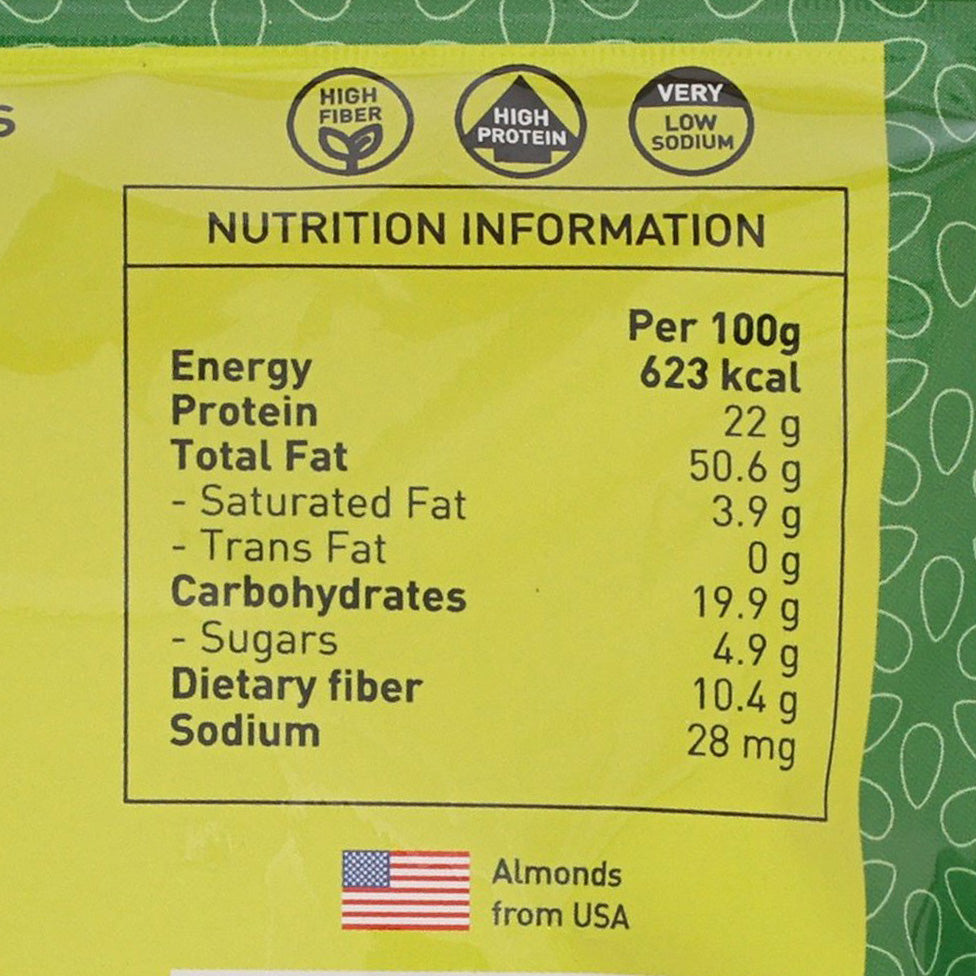 S
HIGH
FIBER
HIGH
PROTEIN
VERY
LOW
SODIUM
NUTRITION INFORMATION
Per 100g
Energy 623 kcal
Protein 22 g
Total Fat 50.6 g
- Saturated Fat 3.9 g
- Trans Fat 0 g
Carbohydrates 19.9 g
- Sugars 4.9 g
Dietary fiber 10.4 g
Sodium 28 mg
Almonds
from USA